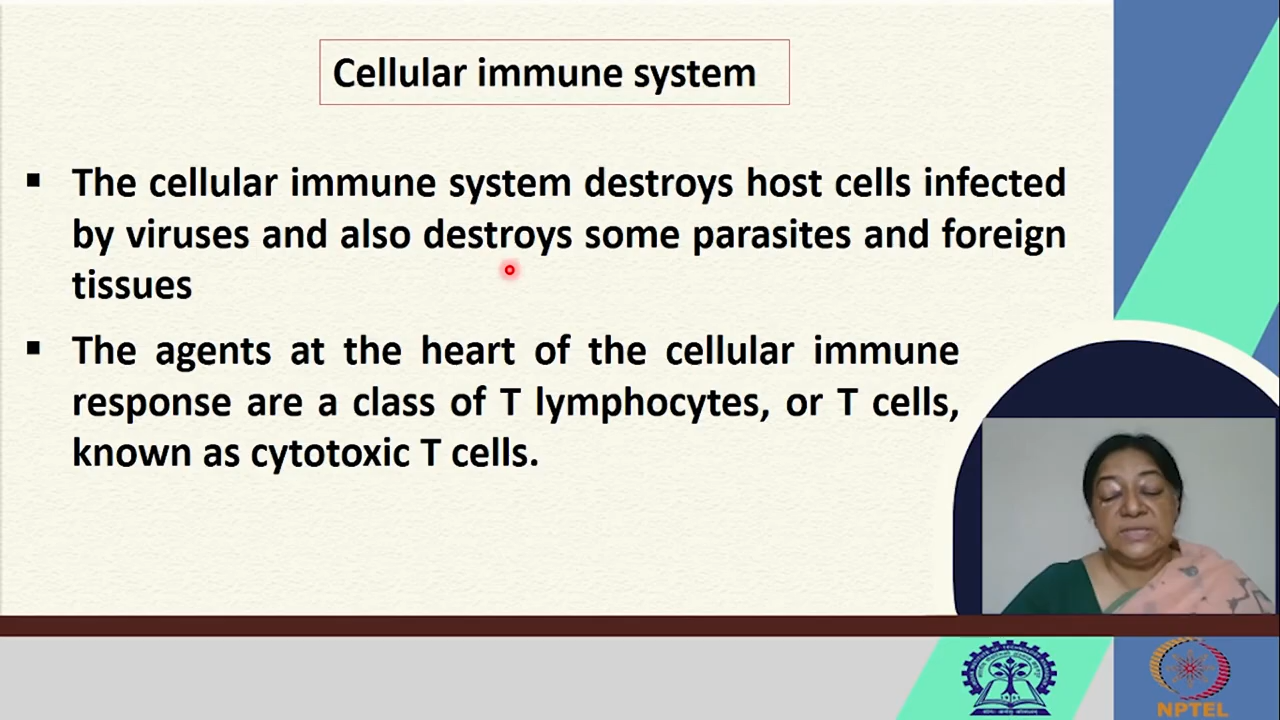 Cellular immune system
▪ The cellular immune system destroys host cells infected
by viruses and also destroys some parasites and foreign
tissues
▪ The agents at the heart of the cellular immune
response are a class of T lymphocytes, or T cells,
known as cytotoxic T cells.
NPTEL